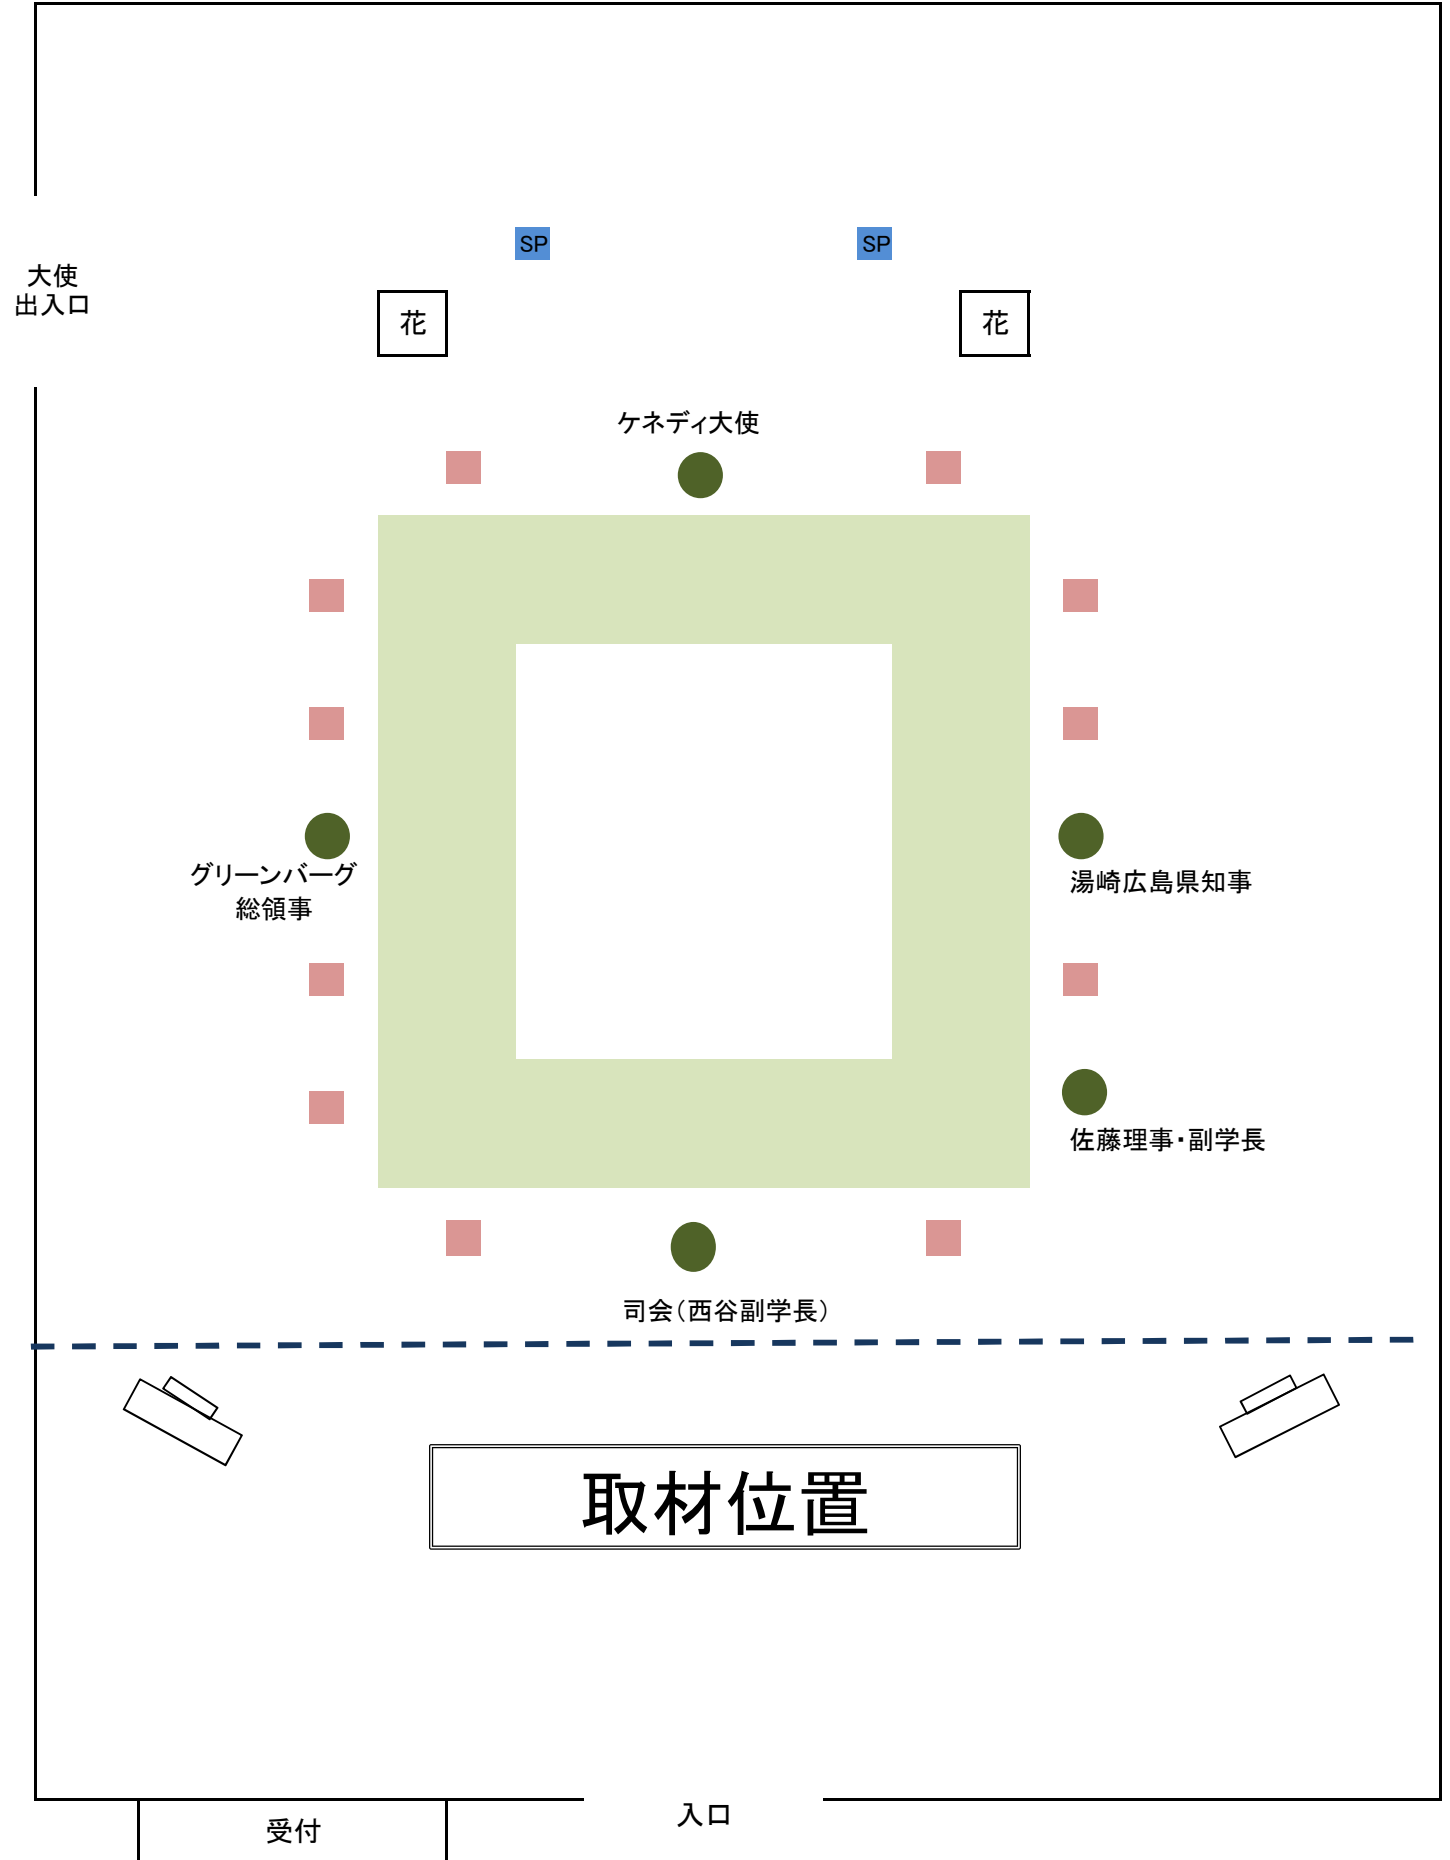 SP
SP
大使
出入口
花
花
ケネディ大使
グリーンバーグ
総領事
湯崎広島県知事
佐藤理事・副学長
司会（西谷副学長）
取材位置
入口
受付